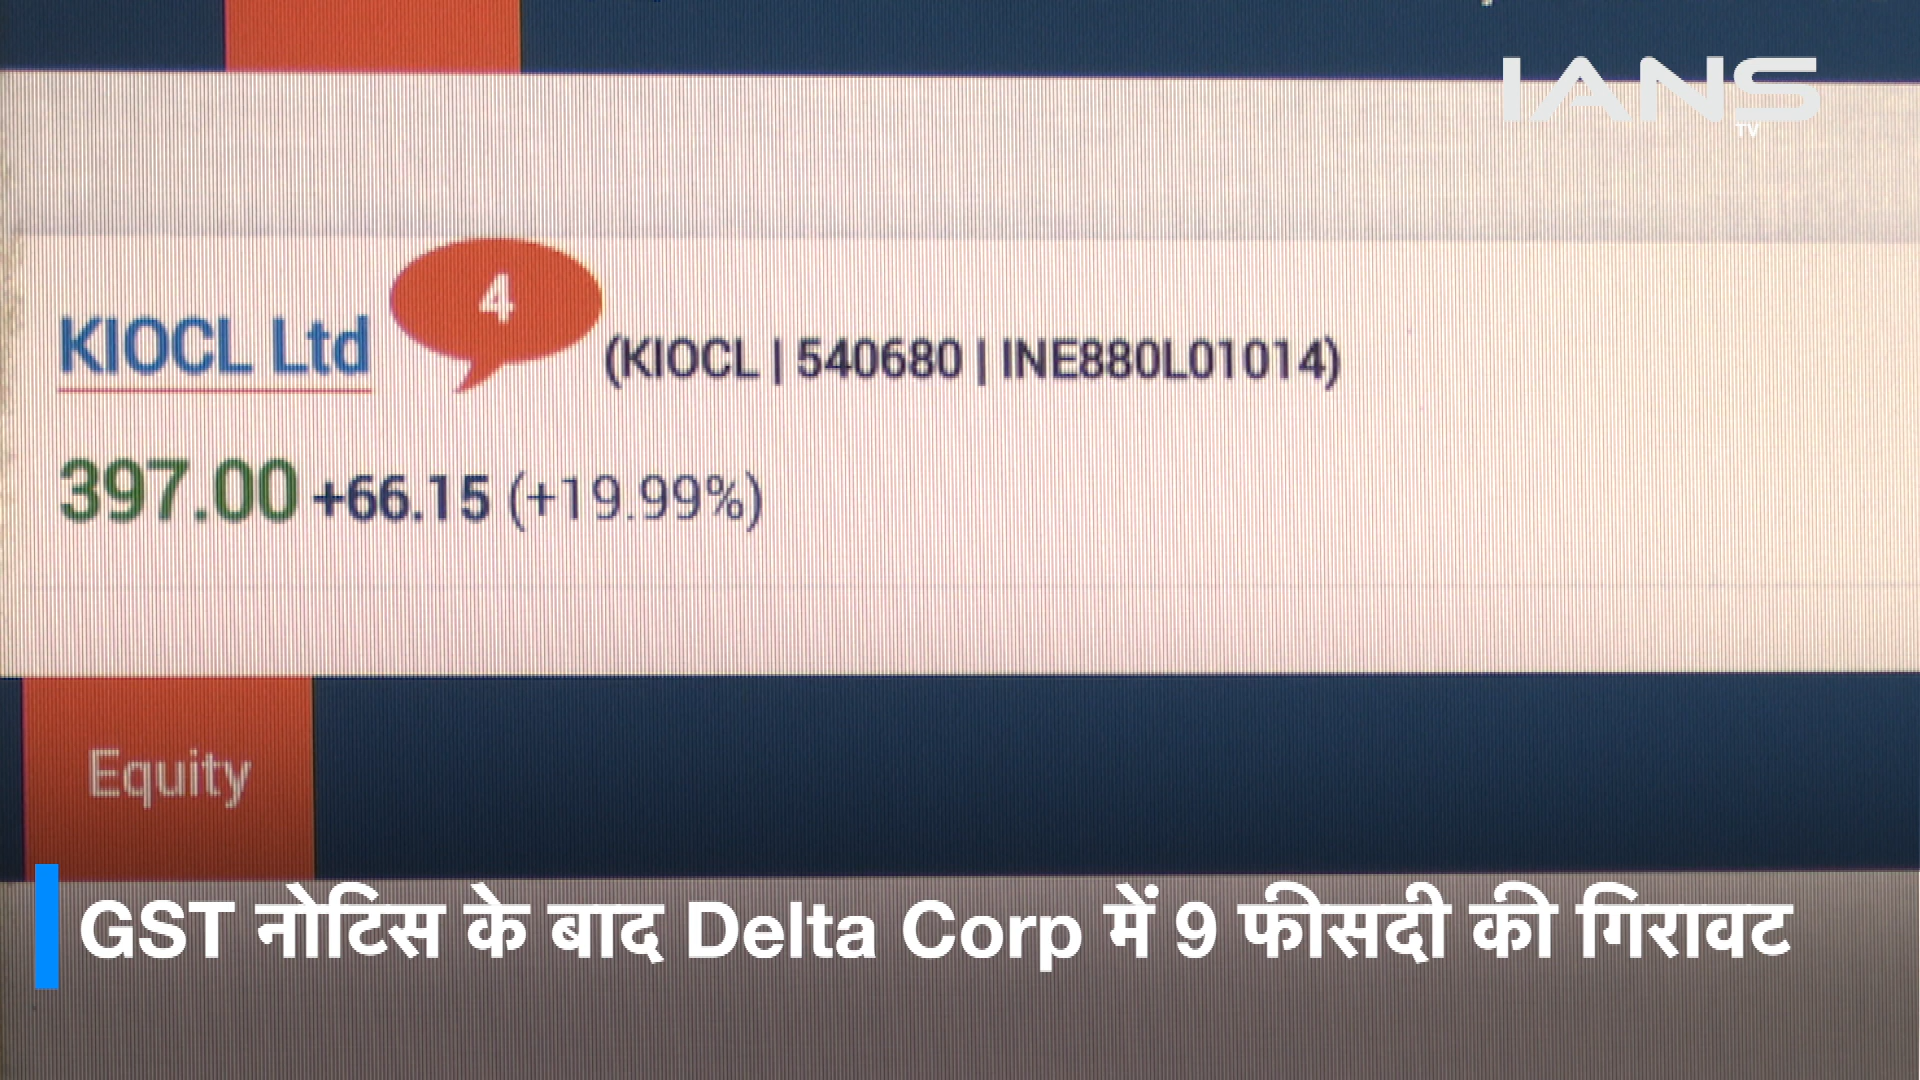 IANS
TV
KIOCL Ltd 4 (KIOCL | 540680 | INE880L01014)
397.00 +66.15 (+19.99%)
Equity
GST नोटिस के बाद Delta Corp में 9 फीसदी की गिरावट